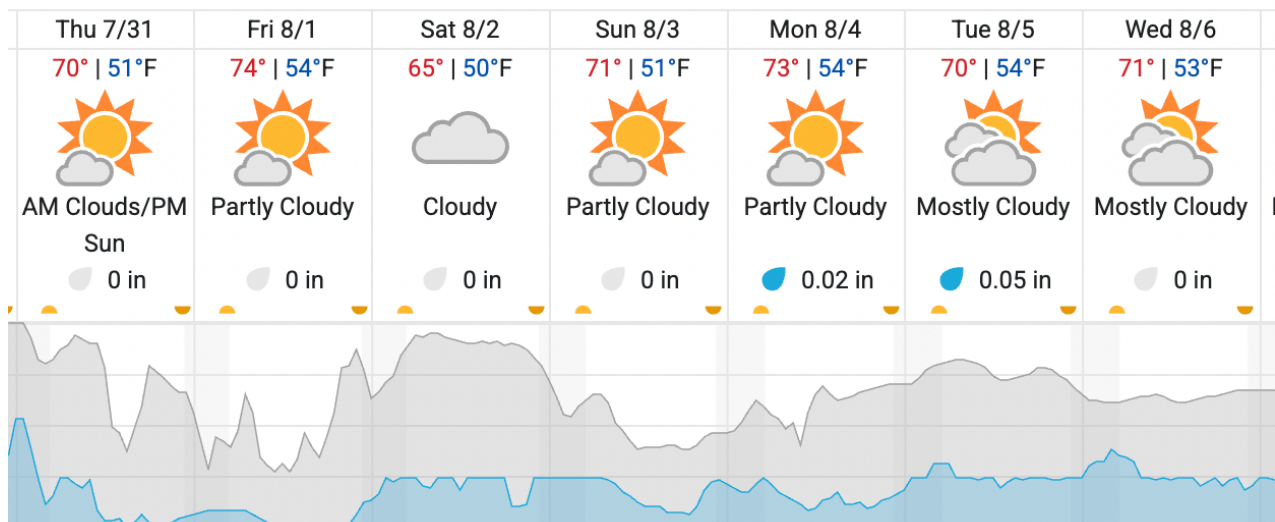 Thu 7/31
70° | 51°F
AM Clouds/PM
Sun
0 in
Fri 8/1
74° | 54°F
Partly Cloudy
0 in
Sat 8/2
65° | 50°F
Cloudy
0 in
Sun 8/3
71° | 51°F
Partly Cloudy
0 in
Mon 8/4
73° | 54°F
Partly Cloudy
0.02 in
Tue 8/5
70° | 54°F
Mostly Cloudy
0.05 in
Wed 8/6
71° | 53°F
Mostly Cloudy
0 in